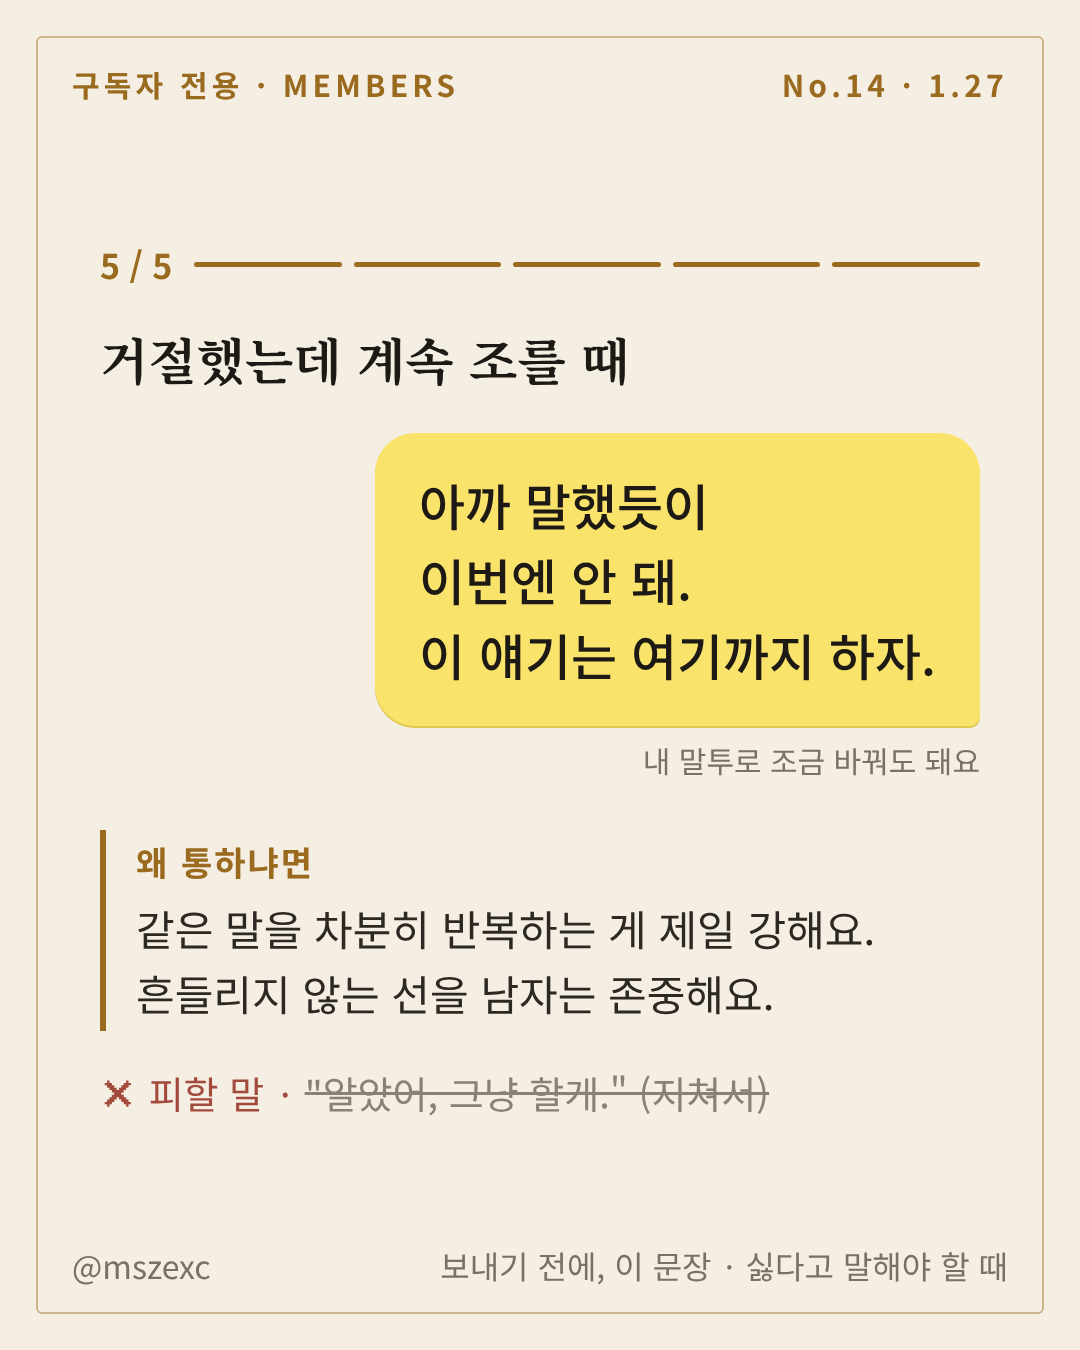 구독자 전용 · MEMBERS
No.14 · 1.27
5 / 5
거절했는데 계속 조를 때
아까 말했듯이
이번엔 안 돼.
이 얘기는 여기까지 하자.
내 말투로 조금 바꿔도 돼요
왜 통하냐면
같은 말을 차분히 반복하는 게 제일 강해요.
흔들리지 않는 선을 남자는 존중해요.
✕ 피할 말 · "알았어, 그냥 할게." (지쳐서)
@mszexc
보내기 전에, 이 문장 · 싫다고 말해야 할 때